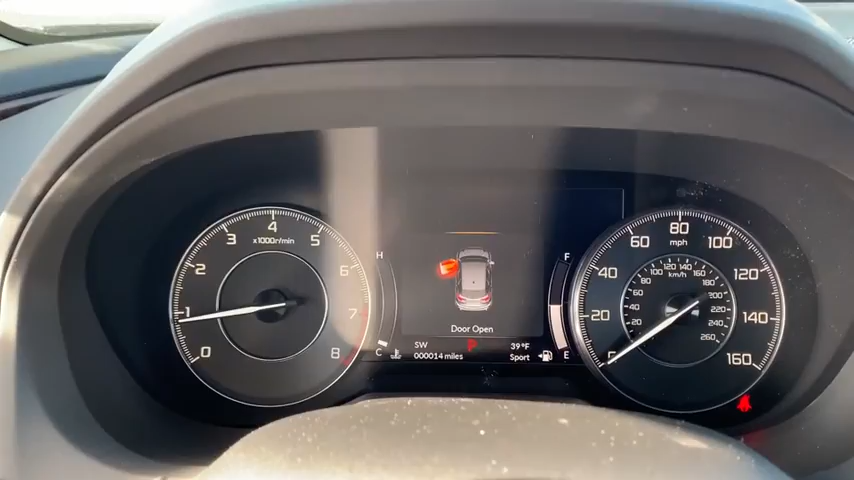 0 1 2 3 4 5 6 7 8
x1000r/min
H
C
Door Open
SW
P
39°F
000014 miles
Sport
F
E
0 20 40 60 80 100 120 140 160
mph
20 40 60 80 100 120 140 160 180 200 220 240 260
km/h